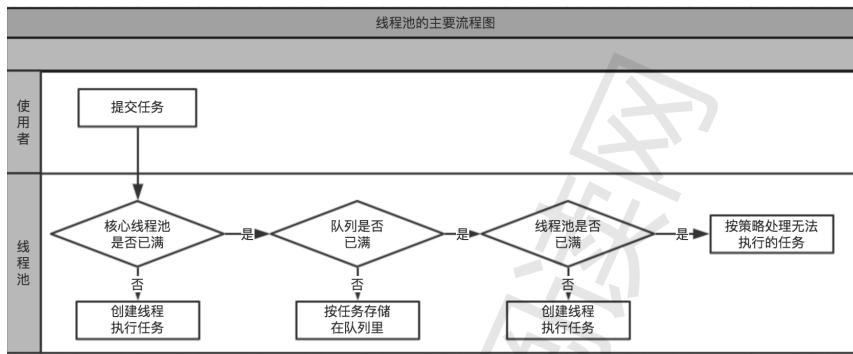 线程池的主要流程图
使
用
者
提交任务
线
程
池
核心线程池
是否已满
是
队列是否
已满
是
线程池是否
已满
是
按策略处理无法
执行的任务
否
否
否
创建线程
执行任务
按任务存储
在队列里
创建线程
执行任务